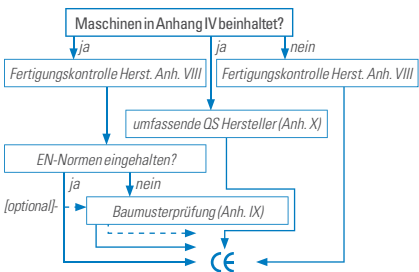 Maschinen in Anhang IV beinhaltet?
ja ja nein
Fertigungskontrolle Herst. Anh. VIII Fertigungskontrolle Herst. Anh. VIII
umfassende QS Hersteller (Anh. X)
EN-Normen eingehalten?
ja nein
[optional]
Baumusterprüfung (Anh. IX)
CE